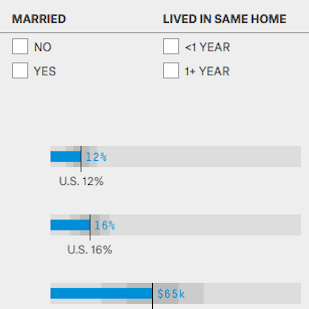 MARRIED LIVED IN SAME HOME
NO <1 YEAR
YES 1+ YEAR
12%
U.S. 12%
16%
U.S. 16%
$65k